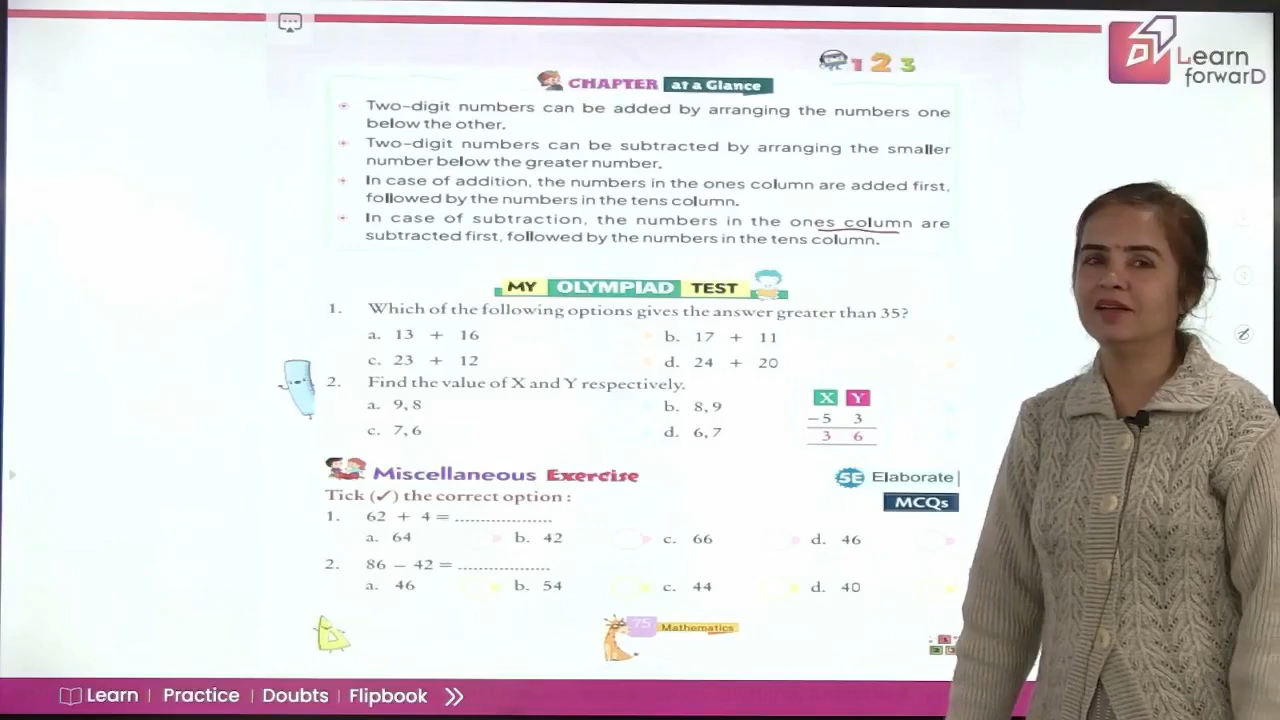 Learn
forwarD
1 2 3
CHAPTER at a Glance
Two-digit numbers can be added by arranging the numbers one
below the other.
Two-digit numbers can be subtracted by arranging the smaller
number below the greater number.
In case of addition, the numbers in the ones column are added first,
followed by the numbers in the tens column.
In case of subtraction, the numbers in the ones column are
subtracted first, followed by the numbers in the tens column.
MY OLYMPIAD TEST
1. Which of the following options gives the answer greater than 35?
a. 13 + 16 b. 17 + 11
c. 23 + 12 d. 24 + 20
2. Find the value of X and Y respectively.
a. 9, 8 b. 8, 9
c. 7, 6 d. 6, 7
X Y
−5 3
3 6
Miscellaneous Exercise
5E Elaborate
Tick (✓) the correct option :
MCQs
1. 62 + 4 = ...................
a. 64 b. 42 c. 66 d. 46
2. 86 − 42 = ..................
a. 46 b. 54 c. 44 d. 40
75 Mathematics
Learn | Practice | Doubts | Flipbook